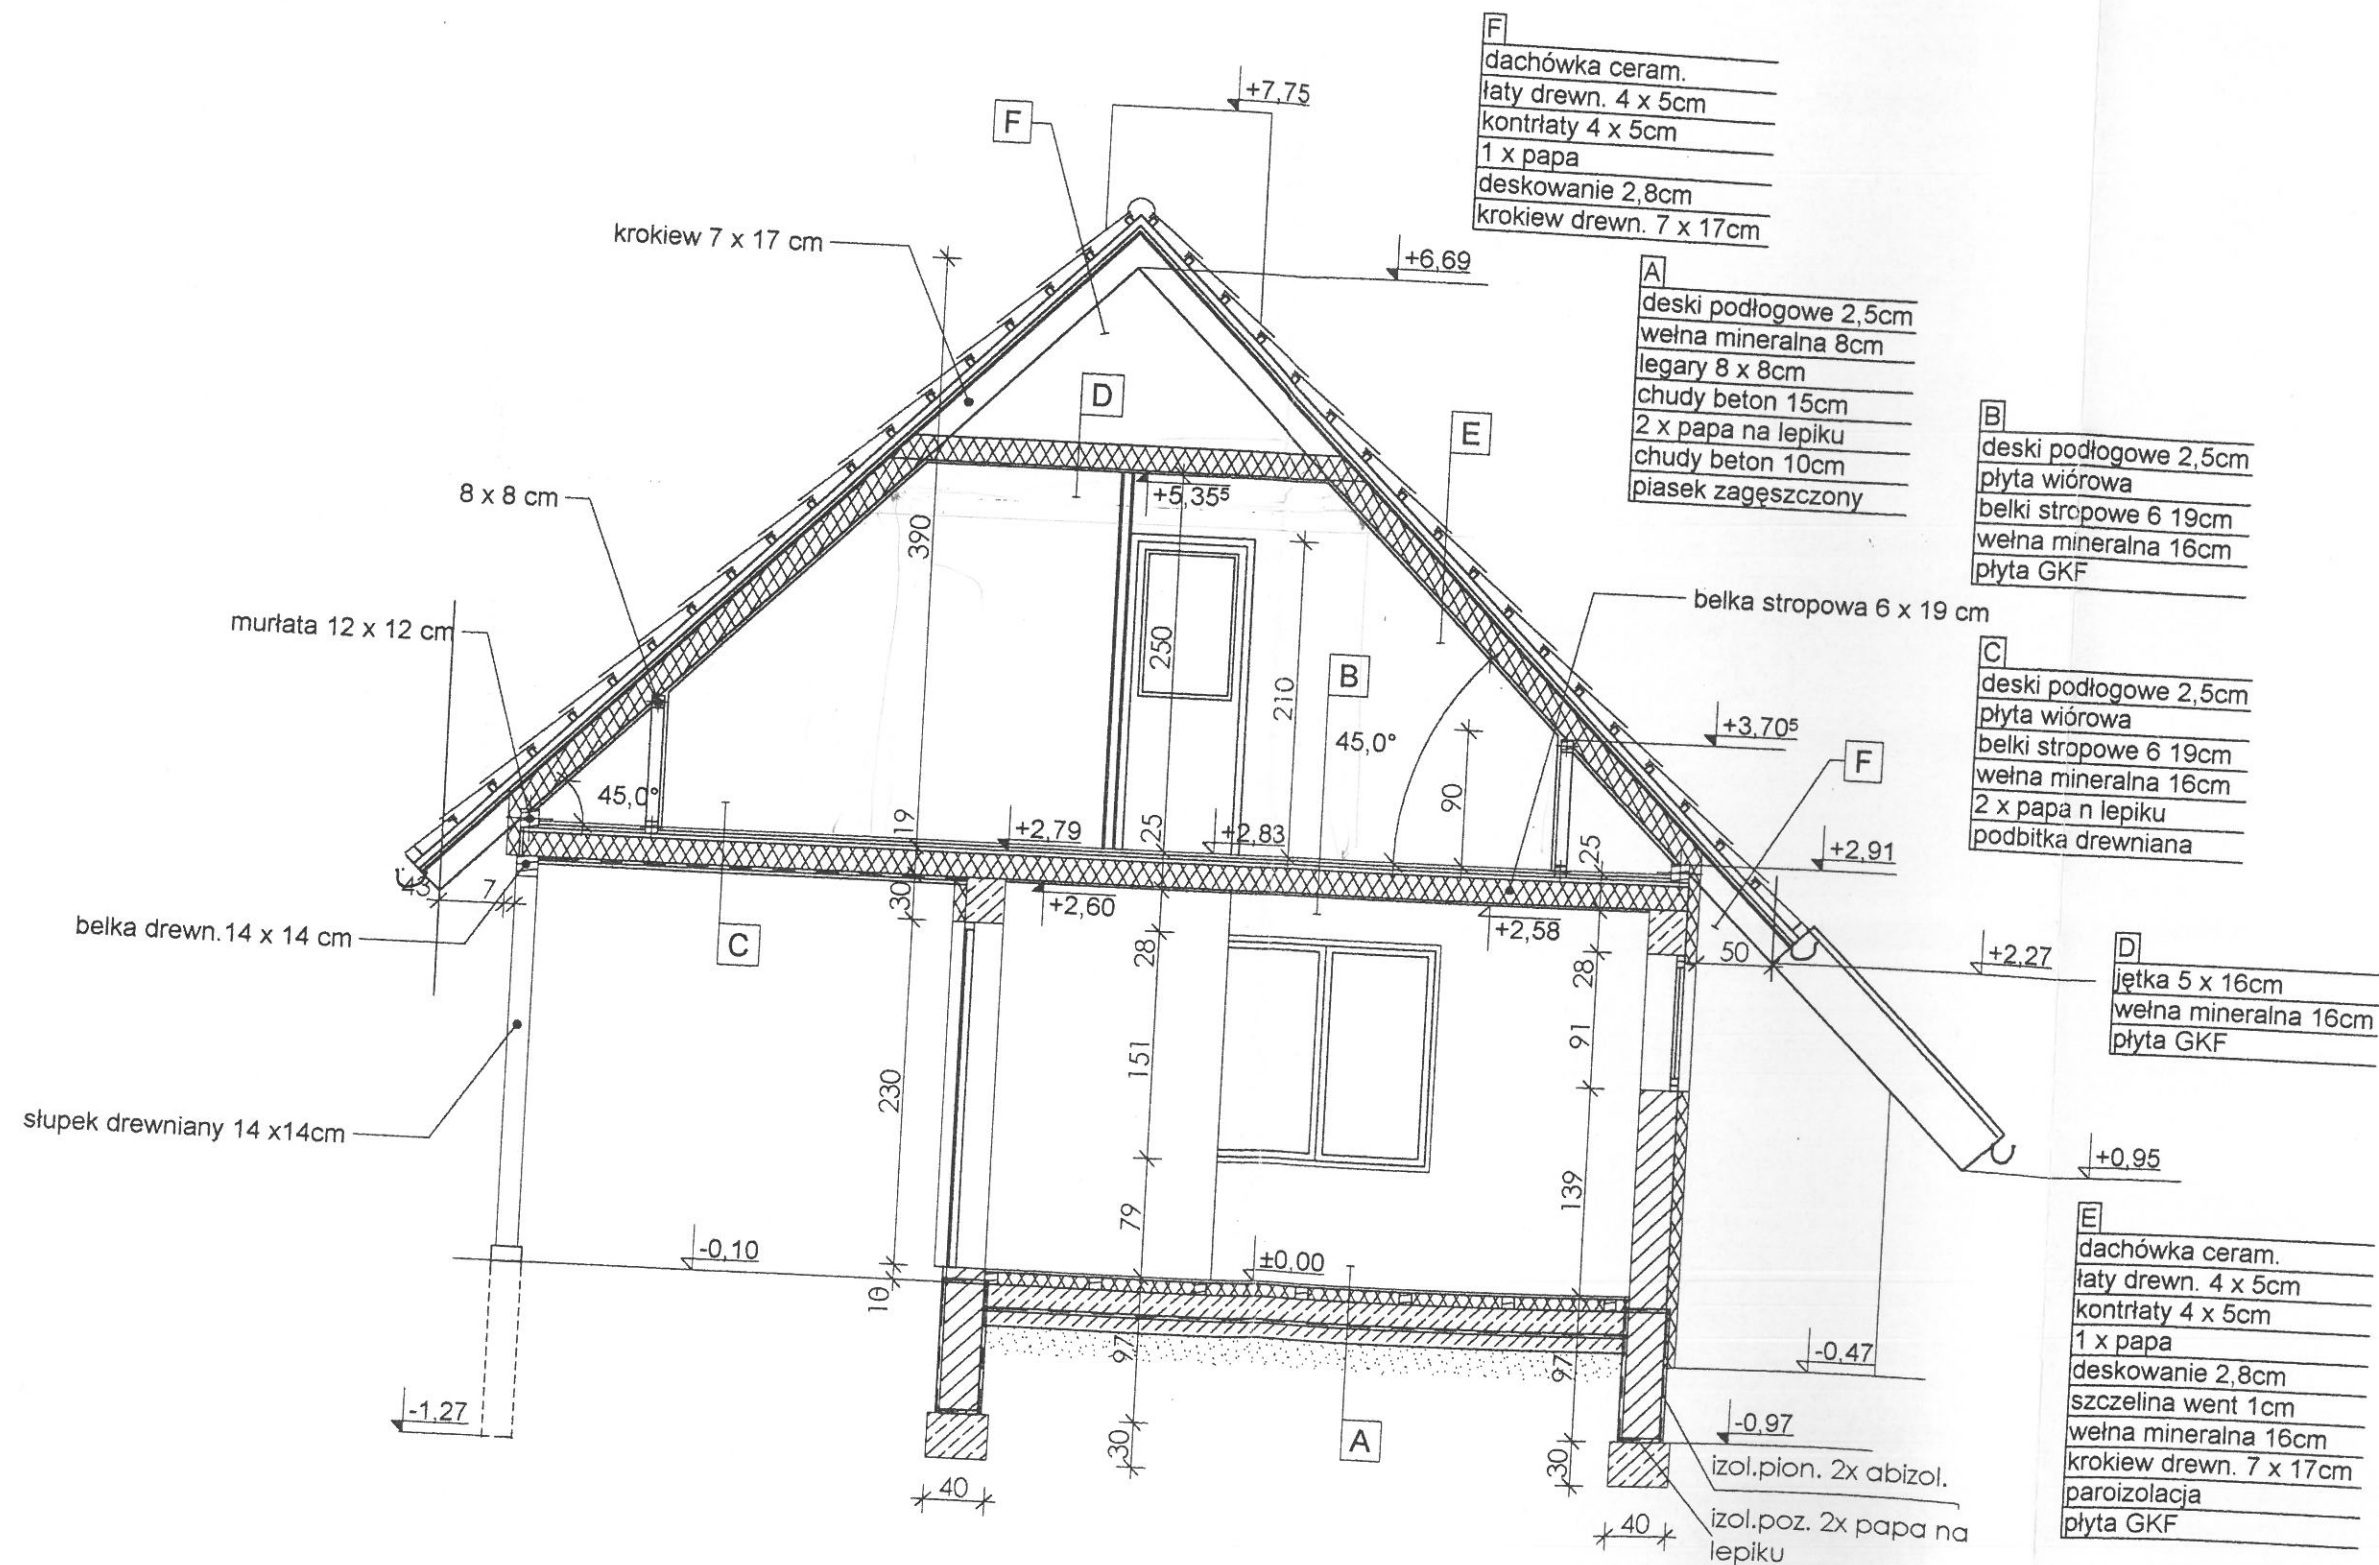 F
dachówka ceram.
łaty drewn. 4 x 5cm
kontrłaty 4 x 5cm
1 x papa
deskowanie 2,8cm
krokiew drewn. 7 x 17cm
A
deski podłogowe 2,5cm
wełna mineralna 8cm
legary 8 x 8cm
chudy beton 15cm
2 x papa na lepiku
chudy beton 10cm
piasek zagęszczony
B
deski podłogowe 2,5cm
płyta wiórowa
belki stropowe 6 19cm
wełna mineralna 16cm
płyta GKF
C
deski podłogowe 2,5cm
płyta wiórowa
belki stropowe 6 19cm
wełna mineralna 16cm
2 x papa n lepiku
podbitka drewniana
D
jętka 5 x 16cm
wełna mineralna 16cm
płyta GKF
E
dachówka ceram.
łaty drewn. 4 x 5cm
kontrłaty 4 x 5cm
1 x papa
deskowanie 2,8cm
szczelina went 1cm
wełna mineralna 16cm
krokiew drewn. 7 x 17cm
paroizolacja
płyta GKF
+7,75
F
krokiew 7 x 17 cm
+6,69
D
E
8 x 8 cm
+5,35⁵
390
murłata 12 x 12 cm
belka stropowa 6 x 19 cm
250
210
B
45,0°
+3,70⁵
F
45,0°
90
19
+2,79
25
+2,83
25
+2,91
43
7
30
+2,60
+2,58
belka drewn.14 x 14 cm
C
28
28
50
+2,27
151
91
230
słupek drewniany 14 x14cm
+0,95
139
79
-0,10
±0,00
10
97
97
-0,47
-1,27
A
-0,97
30
30
izol.pion. 2x abizol.
40
40
izol.poz. 2x papa na
lepiku